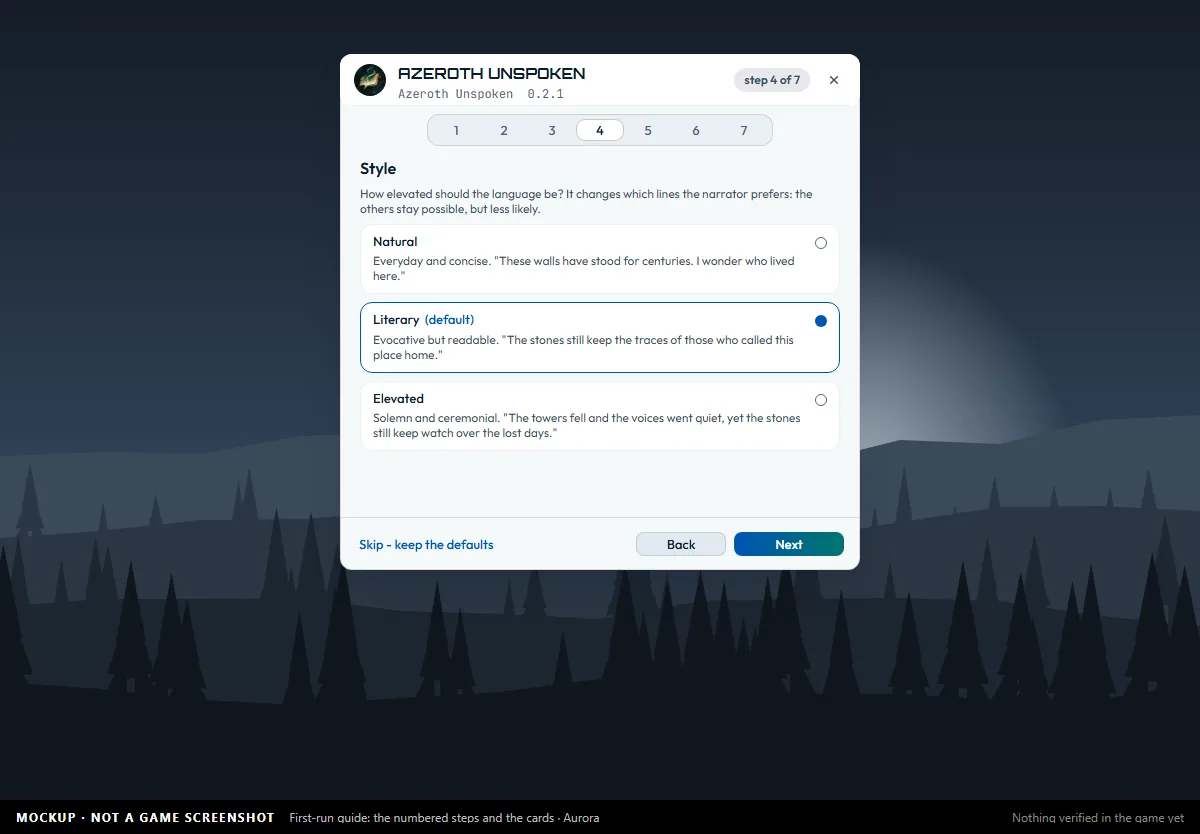 AZEROTH UNSPOKEN
Azeroth Unspoken 0.2.1
step 4 of 7
×
1 2 3 4 5 6 7
Style
How elevated should the language be? It changes which lines the narrator prefers: the
others stay possible, but less likely.
Natural
Everyday and concise. "These walls have stood for centuries. I wonder who lived
here."
Literary (default)
Evocative but readable. "The stones still keep the traces of those who called this
place home."
Elevated
Solemn and ceremonial. "The towers fell and the voices went quiet, yet the stones
still keep watch over the lost days."
Skip - keep the defaults
Back
Next
MOCKUP · NOT A GAME SCREENSHOT First-run guide: the numbered steps and the cards · Aurora
Nothing verified in the game yet